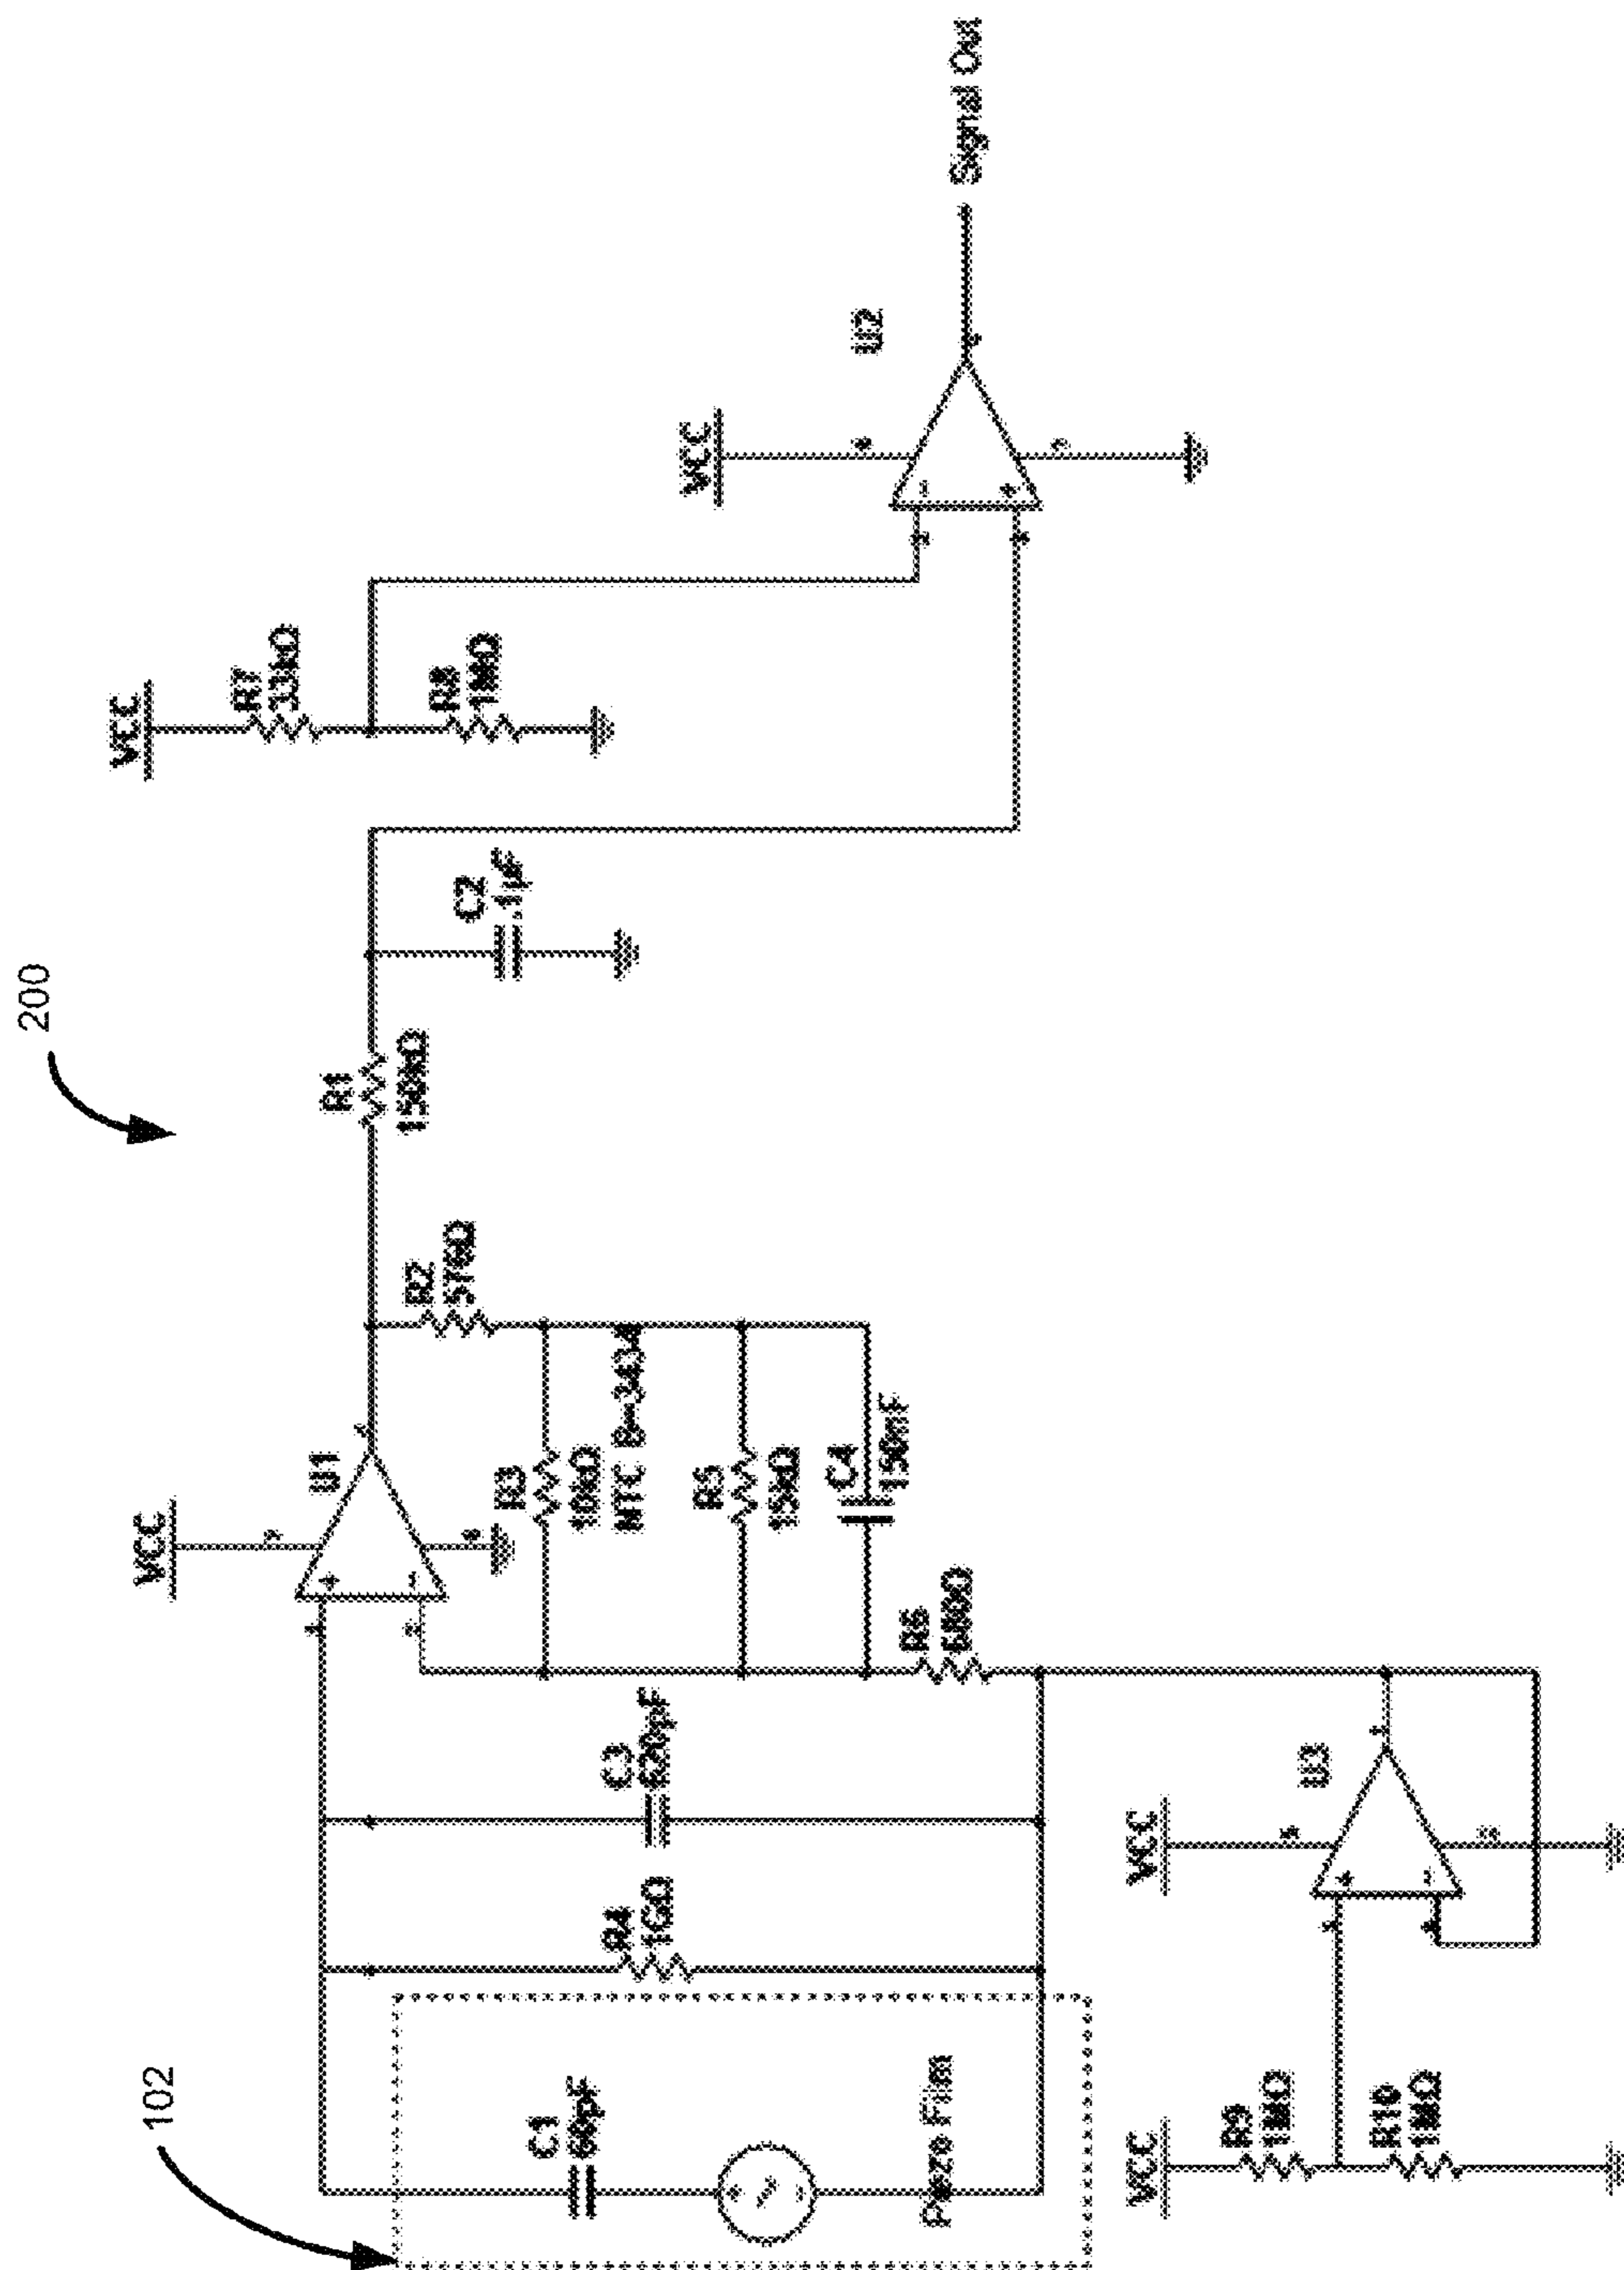 200
102
VCC
U1
R2
576Ω
R1
150kΩ
C2
.1µF
VCC
R7
33kΩ
R8
1MΩ
VCC
U2
Signal Out
C1
R4
1GΩ
C3
620pF
R3
10kΩ
NTC B=3434
R5
15kΩ
C4
150nF
R6
680Ω
Piezo Film
VCC
R9
1MΩ
R10
1MΩ
VCC
U3